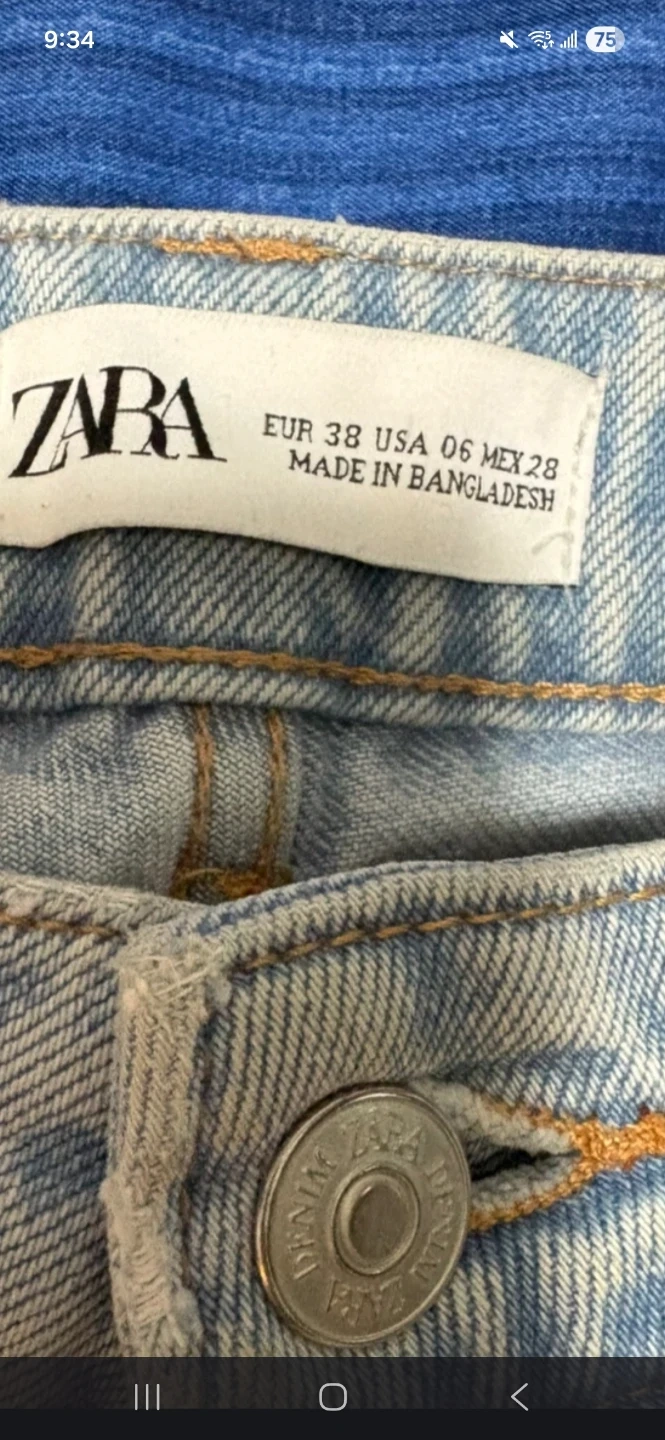 9:34
75
ZARA
EUR 38 USA 06 MEX 28
MADE IN BANGLADESH
ZARA DENIM ZARA DENIM